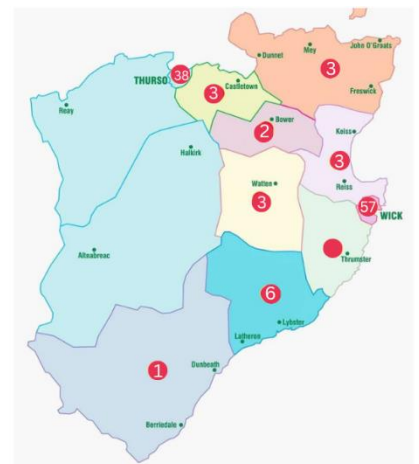 John O'Groats
Mey
Dunnet
3
38
THURSO
Castletown
Freswick
3
Reay
Bower
2
Keiss
Halkirk
3
Watten
Reiss
3
57
WICK
Altnabreac
Thrumster
6
Lybster
Latheron
1
Dunbeath
Berriedale